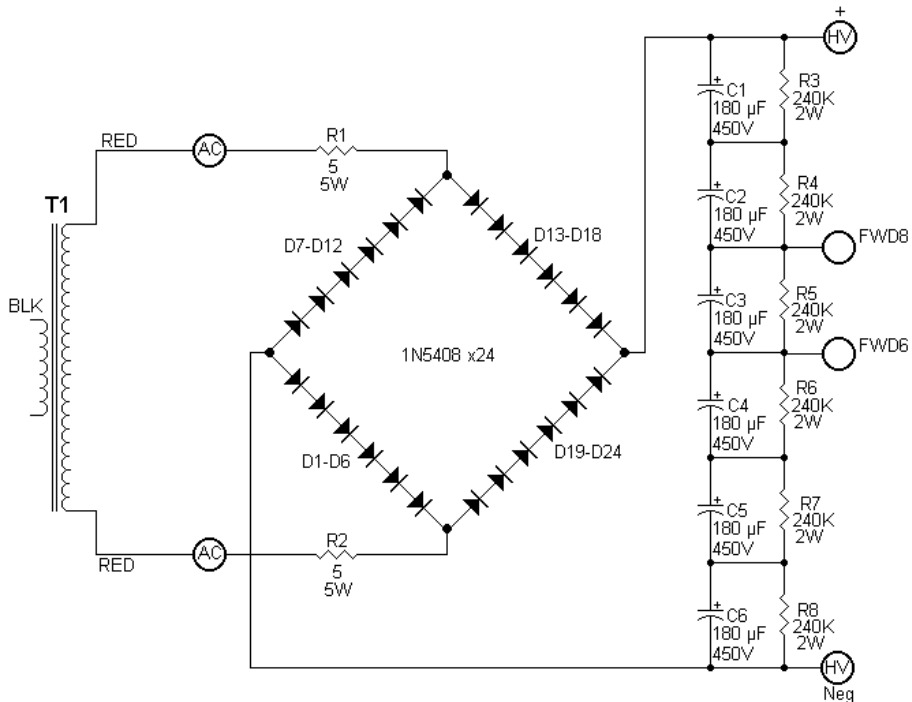 +
HV
C1
180 µF
450V
R3
240K
2W
RED
AC
R1
5
5W
T1
C2
180 µF
450V
R4
240K
2W
D7-D12
D13-D18
FWD8
BLK
C3
180 µF
450V
R5
240K
2W
1N5408 x24
FWD6
C4
180 µF
450V
R6
240K
2W
D1-D6
D19-D24
C5
180 µF
450V
R7
240K
2W
RED
AC
R2
5
5W
C6
180 µF
450V
R8
240K
2W
HV
Neg
+
+
+
+
+
+